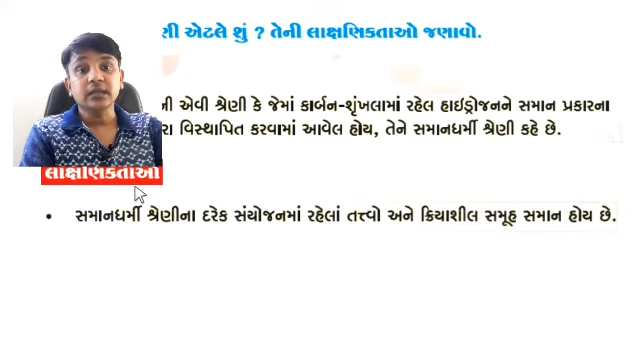 એટલે શું ? તેની લાક્ષણિકતાઓ જણાવો.
એવી શ્રેણી કે જેમાં કાર્બન-શૃંખલામાં રહેલ હાઇડ્રોજનને સમાન પ્રકારના
વિસ્થાપિત કરવામાં આવેલ હોય, તેને સમાનધર્મી શ્રેણી કહે છે.
લાક્ષણિકતાઓ
• સમાનધર્મી શ્રેણીના દરેક સંયોજનમાં રહેલાં તત્ત્વો અને ક્રિયાશીલ સમૂહ સમાન હોય છે.